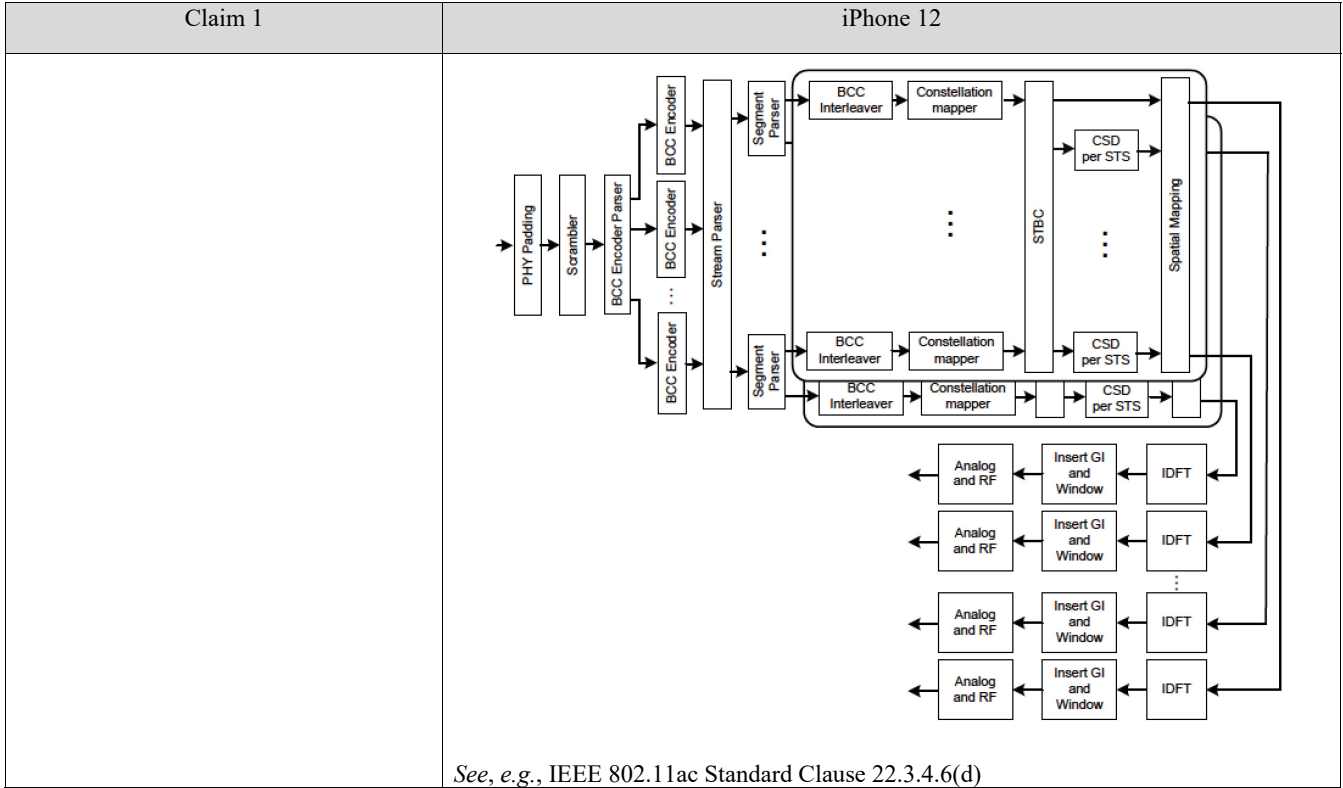 Claim 1
iPhone 12
PHY Padding
Scrambler
BCC Encoder Parser
BCC Encoder
BCC Encoder
...
BCC Encoder
Stream Parser
Segment
Parser
...
Segment
Parser
BCC
Interleaver
Constellation
mapper
...
BCC
Interleaver
Constellation
mapper
STBC
CSD
per STS
...
CSD
per STS
Spatial Mapping
BCC
Interleaver
Constellation
mapper
CSD
per STS
Analog
and RF
Insert GI
and
Window
IDFT
Analog
and RF
Insert GI
and
Window
IDFT
...
Analog
and RF
Insert GI
and
Window
IDFT
Analog
and RF
Insert GI
and
Window
IDFT
See, e.g., IEEE 802.11ac Standard Clause 22.3.4.6(d)